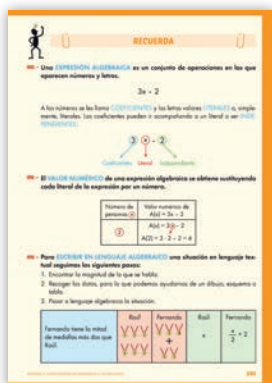 RECUERDA
Una EXPRESIÓN ALGEBRAICA es un conjunto de operaciones en las que
aparecen números y letras.
3x - 2
A los números se les llama COEFICIENTES y las letras valores LITERALES o, simple-
mente, literales. Los coeficientes pueden ir acompañando a un literal o ser INDE-
PENDIENTES.
3 x - 2
Coeficientes Literal Independiente
El VALOR NUMÉRICO de una expresión algebraica se obtiene sustituyendo
cada literal de la expresión por un número.
Número de
personas
Valor numérico de
A(x) = 3x - 2
2
A(2) = 3 · 2 - 2 = 4
Para ESCRIBIR EN LENGUAJE ALGEBRAICO una situación en lenguaje tex-
tual seguimos los siguientes pasos:
1. Encontrar la magnitud de la que se habla.
2. Recoger los datos, para lo que podemos ayudarnos de un dibujo, esquema o
tabla.
3. Pasar a lenguaje algebraico la situación.
Fernando tiene la mitad
de medallas más dos que
Raúl.
Raúl Fernando Raúl Fernando
+
x
x/2 + 2